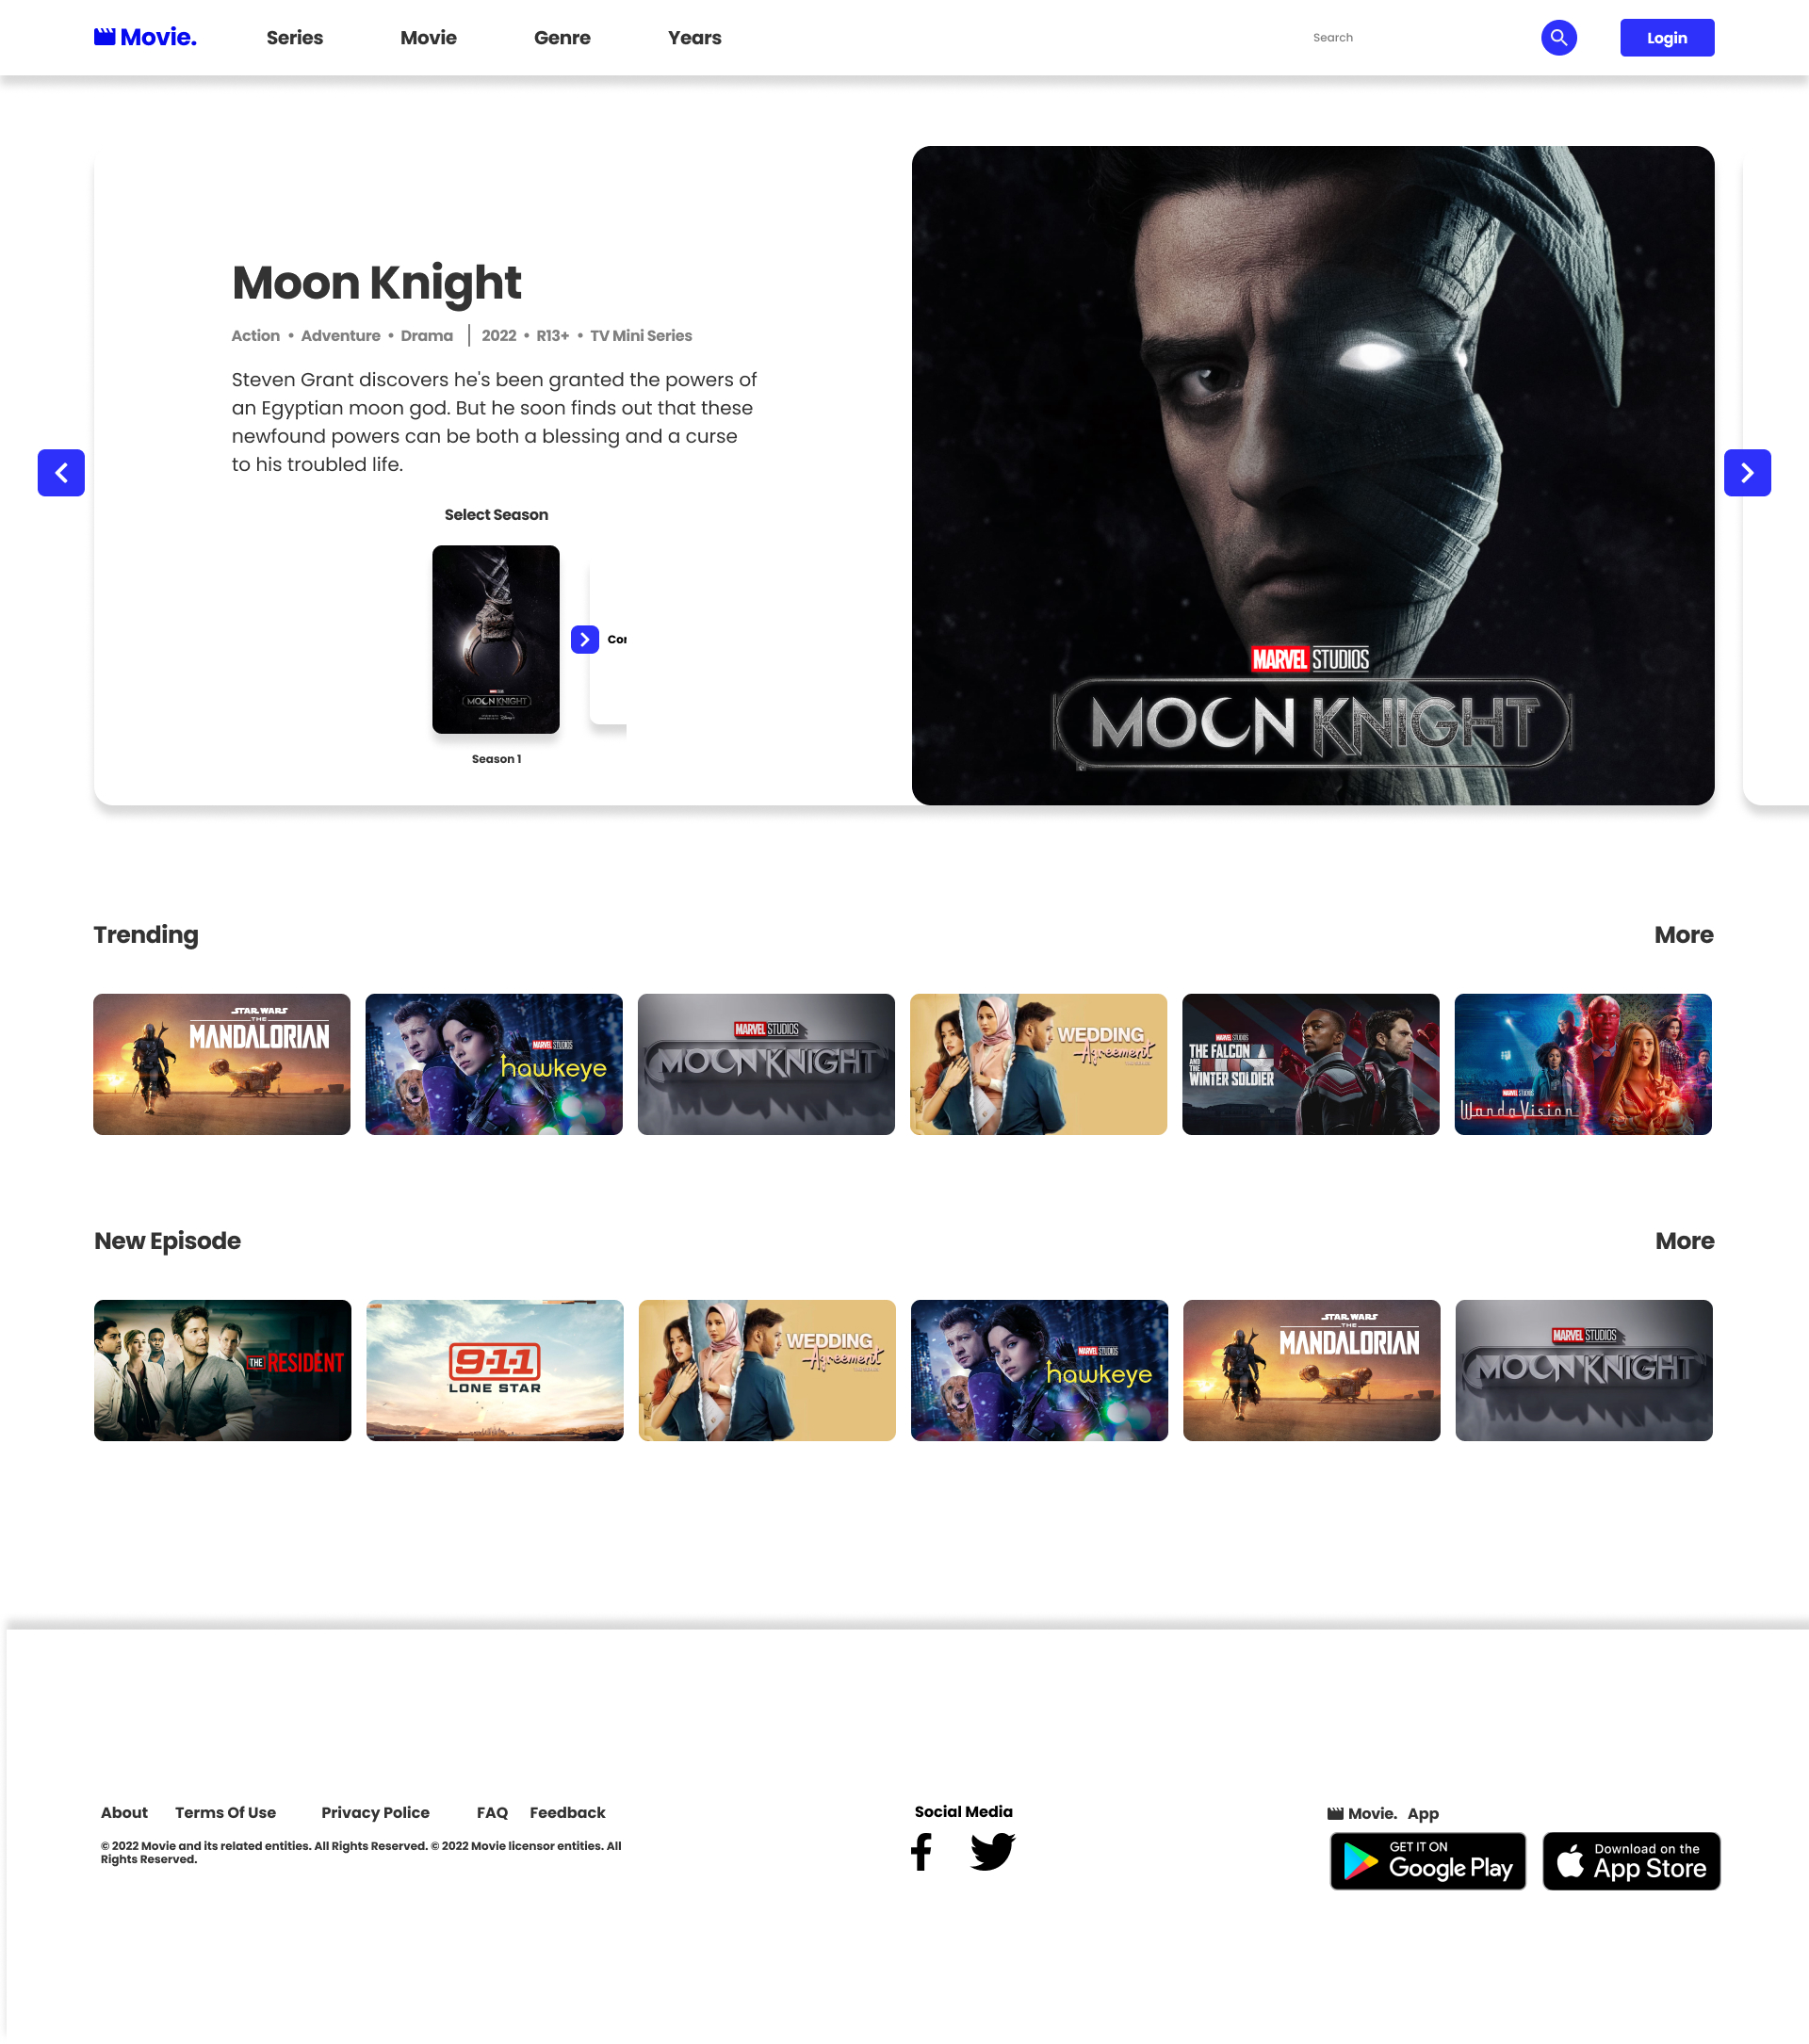 Movie.
Series
Movie
Genre
Years
Search
Login
Moon Knight
Action • Adventure • Drama | 2022 • R13+ • TV Mini Series
Steven Grant discovers he's been granted the powers of
an Egyptian moon god. But he soon finds out that these
newfound powers can be both a blessing and a curse
to his troubled life.
Select Season
MOON KNIGHT
Season 1
MARVEL STUDIOS
MOON KNIGHT
Trending
More
STAR WARS
THE
MANDALORIAN
MARVEL STUDIOS
hawkeye
MARVEL STUDIOS
MOON KNIGHT
WEDDING
Agreement
MARVEL STUDIOS
THE FALCON
AND THE
WINTER SOLDIER
MARVEL STUDIOS
WandaVision
New Episode
More
THE RESIDENT
9-1-1
LONE STAR
WEDDING
Agreement
MARVEL STUDIOS
hawkeye
STAR WARS
THE
MANDALORIAN
MARVEL STUDIOS
MOON KNIGHT
About
Terms Of Use
Privacy Police
FAQ
Feedback
© 2022 Movie and its related entities. All Rights Reserved. © 2022 Movie licensor entities. All
Rights Reserved.
Social Media
Movie. App
GET IT ON
Google Play
Download on the
App Store